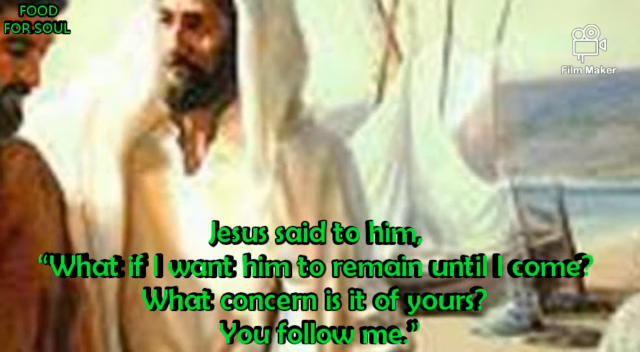 FOOD
FOR SOUL
Film Maker
Jesus said to him,
“What if I want him to remain until I come?
What concern is it of yours?
You follow me.”